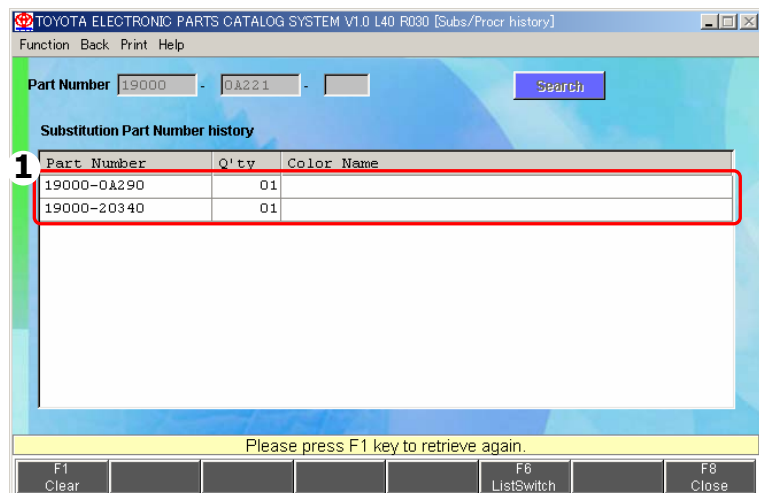 TOYOTA ELECTRONIC PARTS CATALOG SYSTEM V1.0 L40 R030 [Subs/Procr history]
Function Back Print Help
Part Number 19000 - 0A221 - Search
Substitution Part Number history
1
Part Number Q'ty Color Name
19000-0A290 01
19000-20340 01
Please press F1 key to retrieve again.
F1 F6 F8
Clear ListSwitch Close